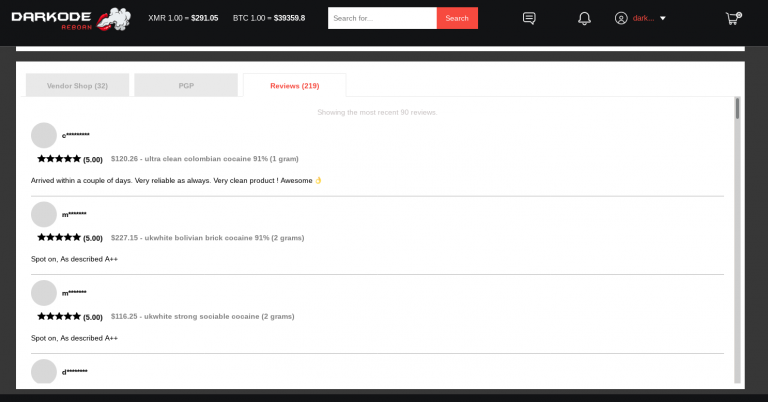 DARKODE
REBORN
XMR 1.00 = $291.05
BTC 1.00 = $39359.8
Search for...
Search
dark...
0
Vendor Shop (32)
PGP
Reviews (219)
Showing the most recent 90 reviews.
c*********
★★★★★ (5.00) $120.26 - ultra clean colombian cocaine 91% (1 gram)
Arrived within a couple of days. Very reliable as always. Very clean product ! Awesome 👌
m*******
★★★★★ (5.00) $227.15 - ukwhite bolivian brick cocaine 91% (2 grams)
Spot on, As described A++
m*******
★★★★★ (5.00) $116.25 - ukwhite strong sociable cocaine (2 grams)
Spot on, As described A++
d********